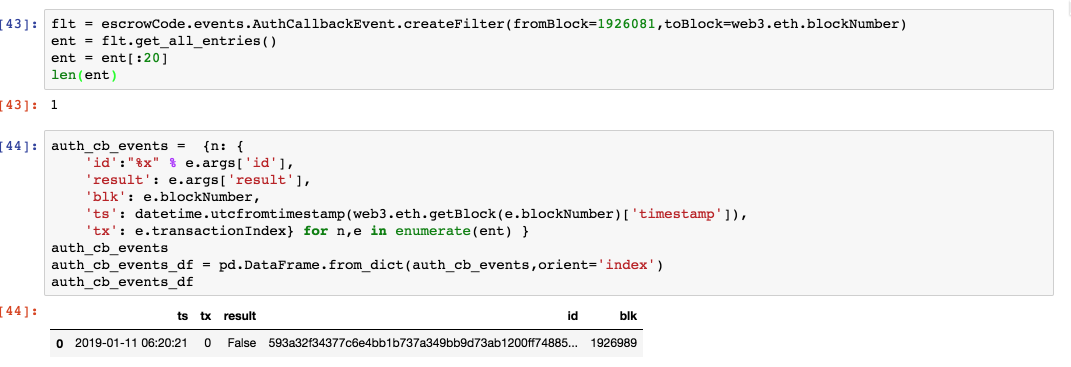 [43]: flt = escrowCode.events.AuthCallbackEvent.createFilter(fromBlock=1926081,toBlock=web3.eth.blockNumber)
ent = flt.get_all_entries()
ent = ent[:20]
len(ent)
[43]: 1
[44]: auth_cb_events =  {n: {
    'id':"%x" % e.args['id'],
    'result': e.args['result'],
    'blk': e.blockNumber,
    'ts': datetime.utcfromtimestamp(web3.eth.getBlock(e.blockNumber)['timestamp']),
    'tx': e.transactionIndex} for n,e in enumerate(ent) }
auth_cb_events
auth_cb_events_df = pd.DataFrame.from_dict(auth_cb_events,orient='index')
auth_cb_events_df
[44]:
ts tx result id blk
0 2019-01-11 06:20:21 0 False 593a32f34377c6e4bb1b737a349bb9d73ab1200ff74885... 1926989